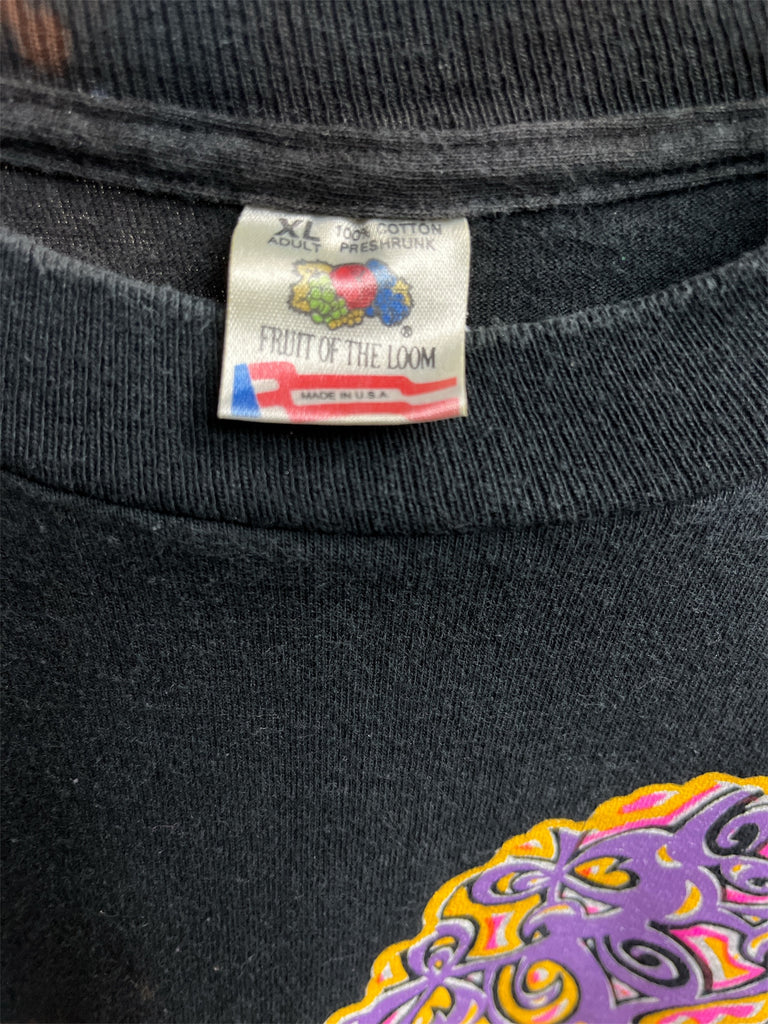 XL 100% COTTON
ADULT PRESHRUNK
®
FRUIT OF THE LOOM
MADE IN U.S.A.